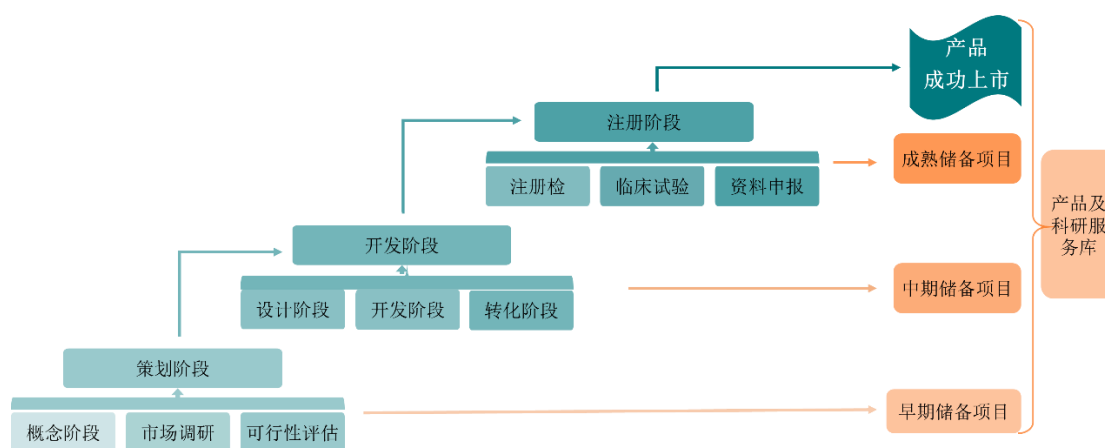 产品
成功上市
注册阶段
注册检
临床试验
资料申报
成熟储备项目
产品及
科研服
务库
开发阶段
设计阶段
开发阶段
转化阶段
中期储备项目
策划阶段
概念阶段
市场调研
可行性评估
早期储备项目